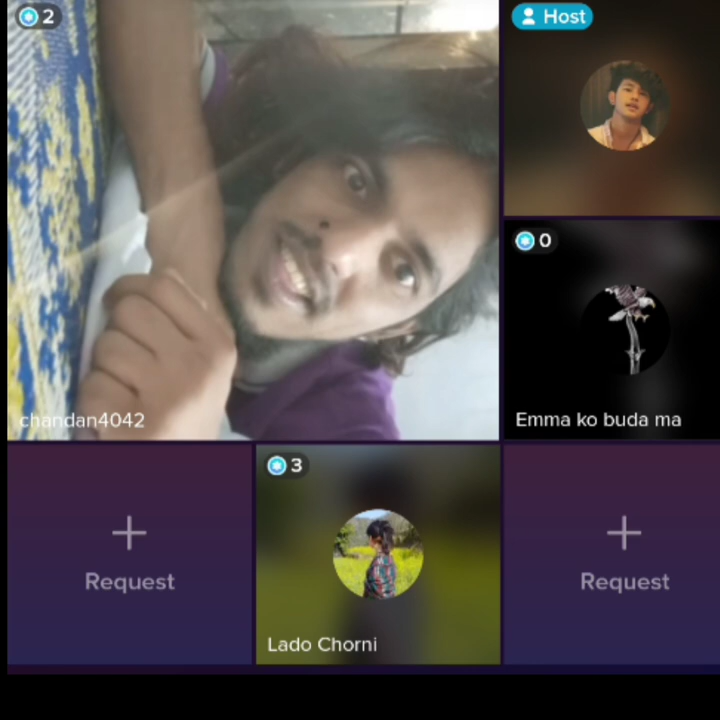 2
Host
0
chandan4042
Emma ko buda ma
3
Request
Request
Lado Chorni